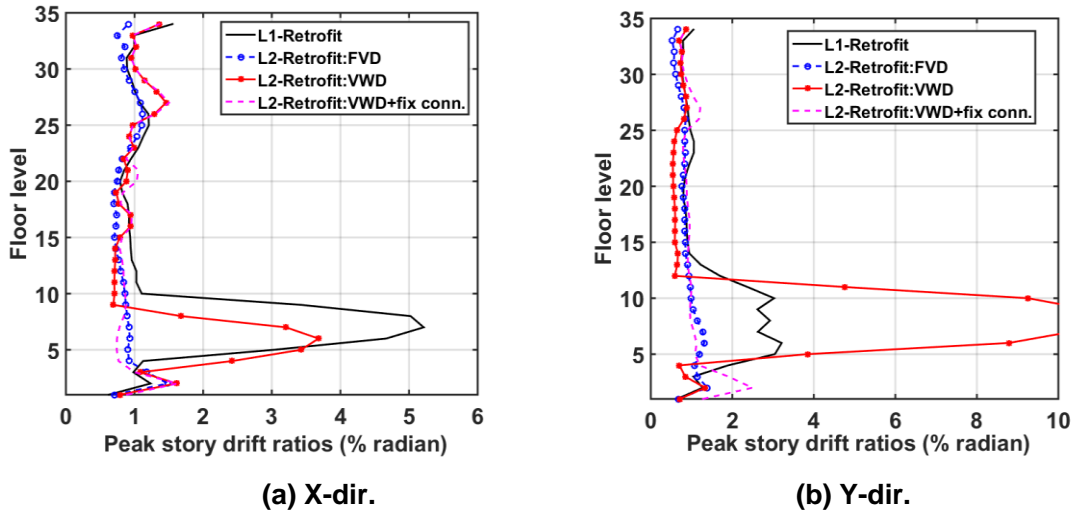 35
30
25
20
15
10
5
0
1
2
3
4
5
6
Floor level
Peak story drift ratios (% radian)
L1-Retrofit
L2-Retrofit:FVD
L2-Retrofit:VWD
L2-Retrofit:VWD+fix conn.
(a) X-dir.
35
30
25
20
15
10
5
0
2
4
6
8
10
Floor level
Peak story drift ratios (% radian)
L1-Retrofit
L2-Retrofit:FVD
L2-Retrofit:VWD
L2-Retrofit:VWD+fix conn.
(b) Y-dir.